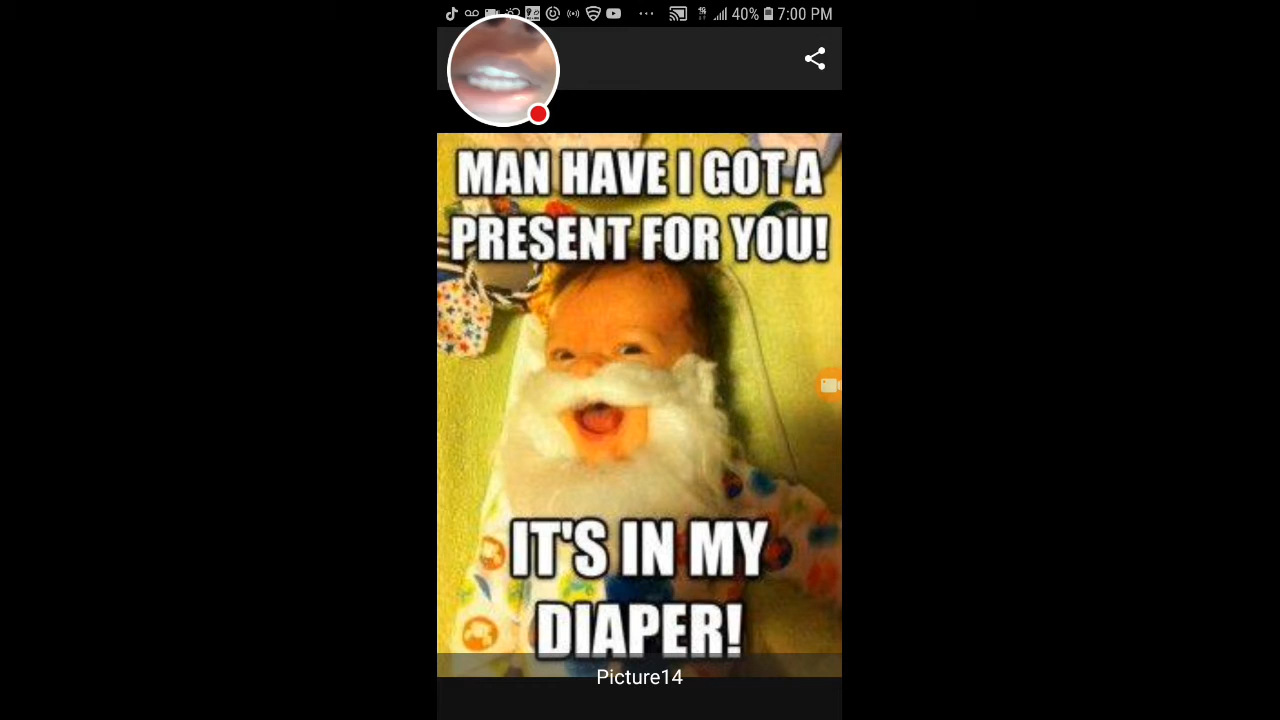 40% 7:00 PM
MAN HAVE I GOT A
PRESENT FOR YOU!
IT'S IN MY
DIAPER!
Picture14